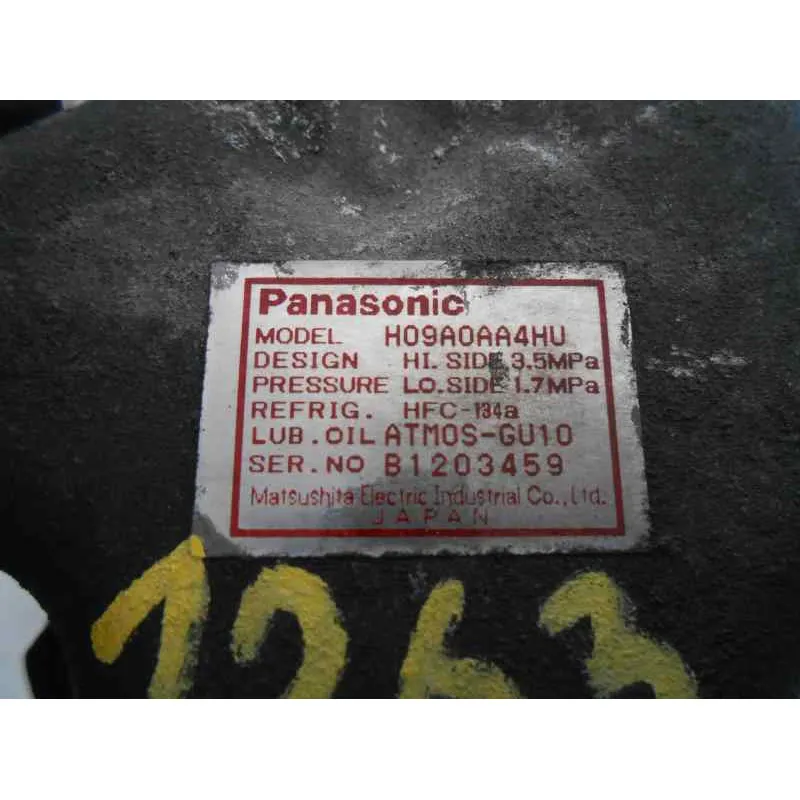 Panasonic
MODEL H09A0AA4HU
DESIGN HI.SIDE 3.5MPa
PRESSURE LO.SIDE 1.7MPa
REFRIG. HFC-134a
LUB.OIL ATMOS-GU10
SER.NO B1203459
Matsushita Electric Industrial Co., Ltd.
JAPAN
1263